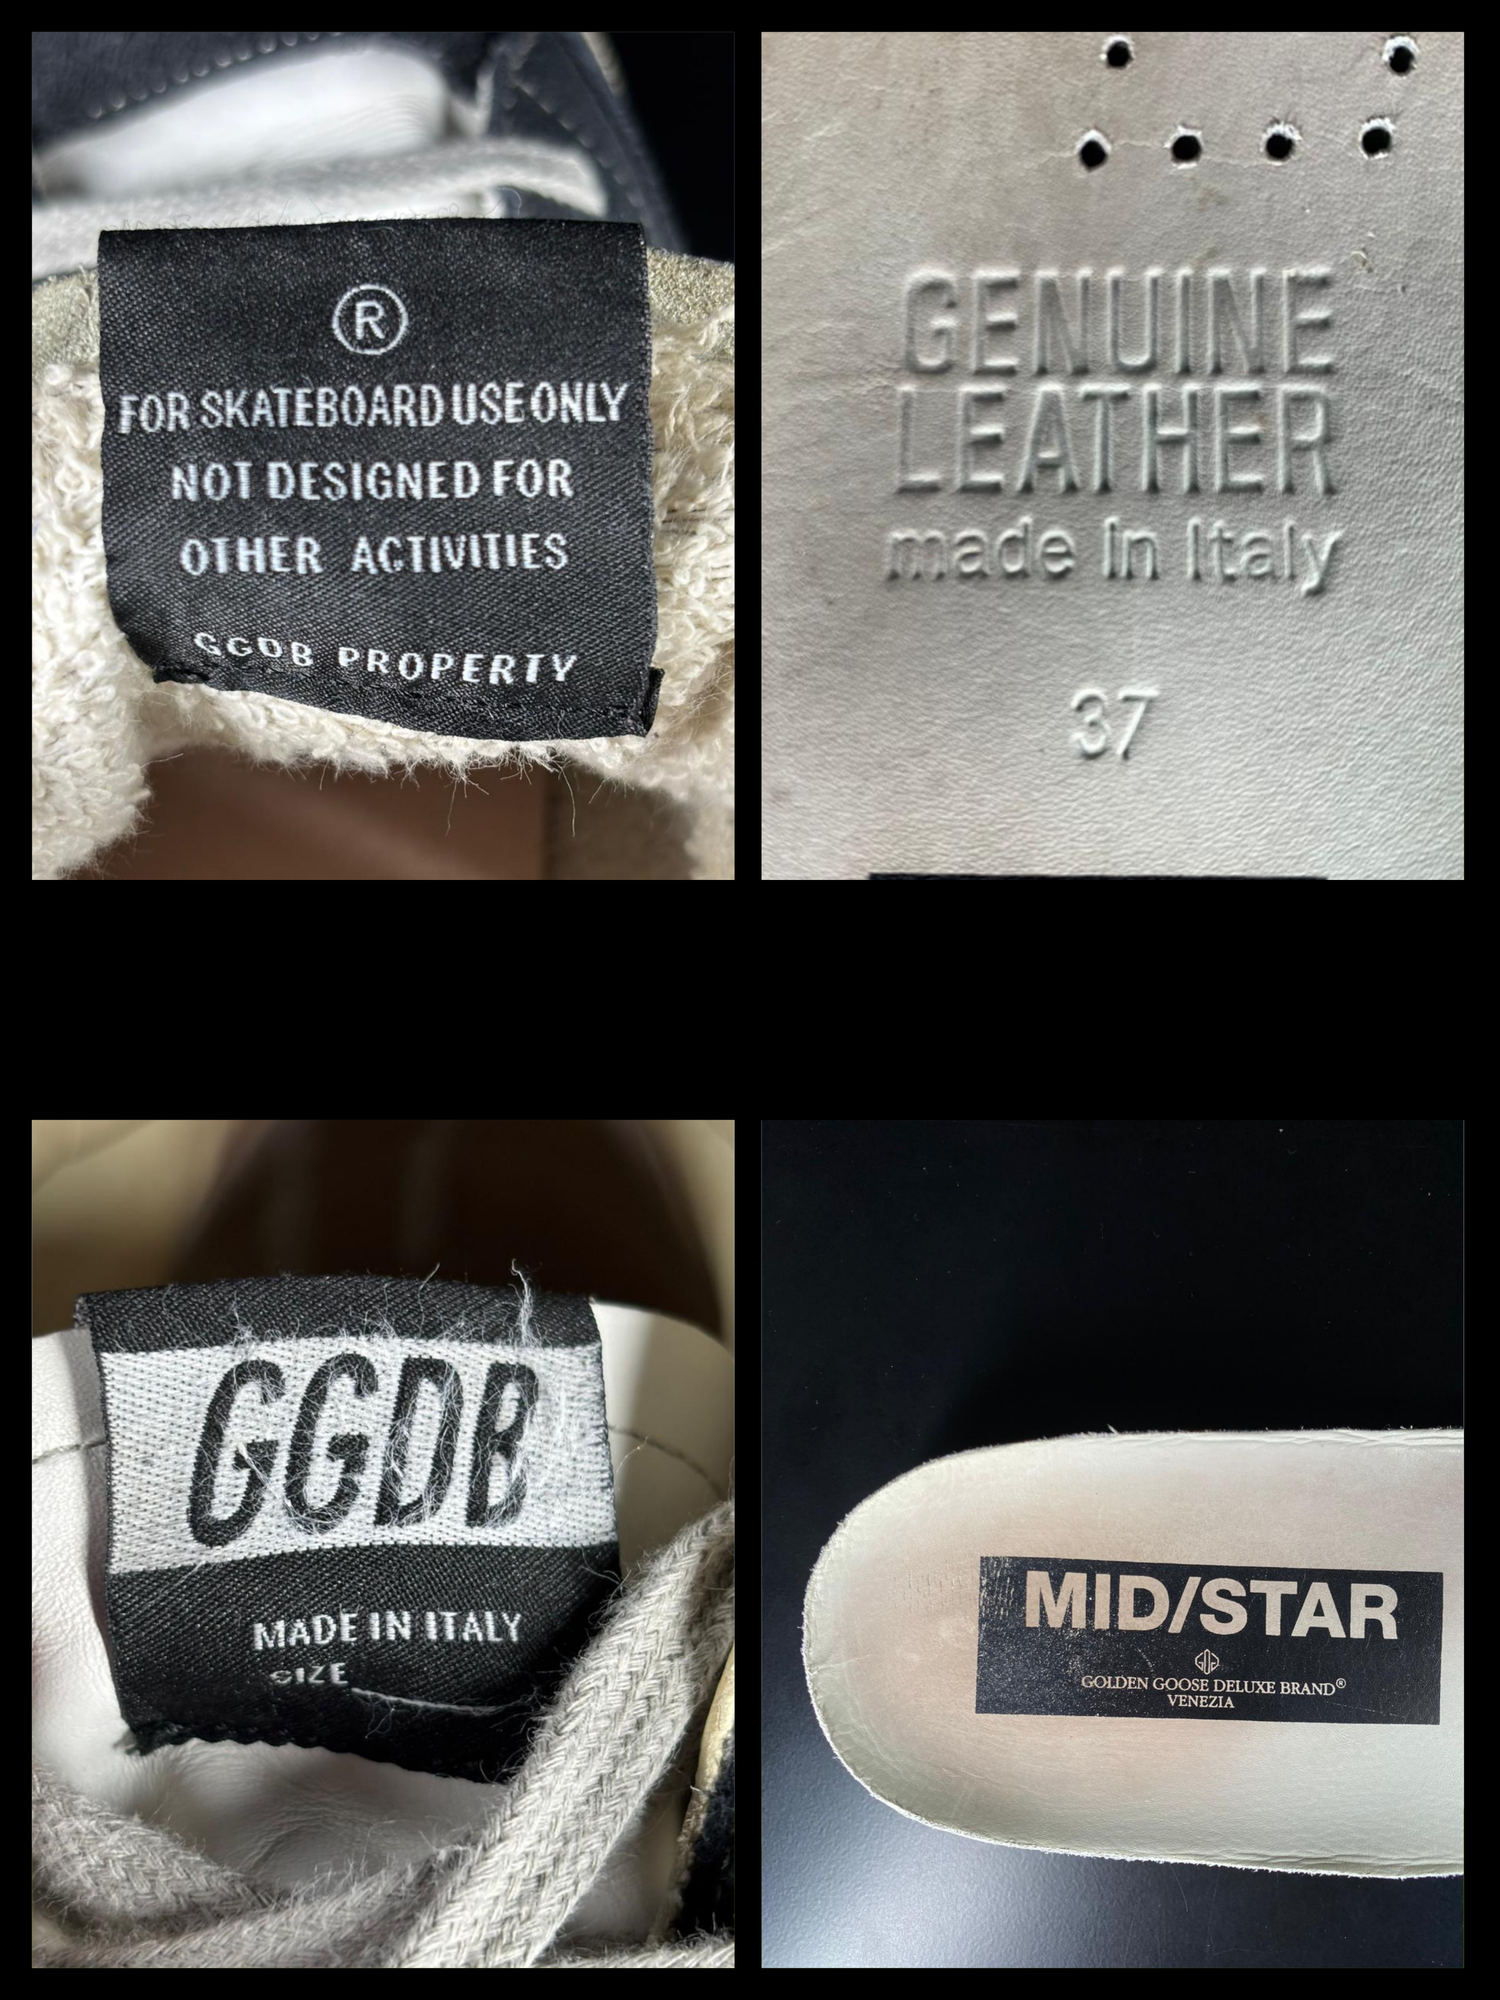 ®
FOR SKATEBOARD USE ONLY
NOT DESIGNED FOR
OTHER ACTIVITIES
GGDB PROPERTY
GENUINE
LEATHER
made in Italy
37
GGDB
MADE IN ITALY
SIZE
MID/STAR
GOLDEN GOOSE DELUXE BRAND®
VENEZIA